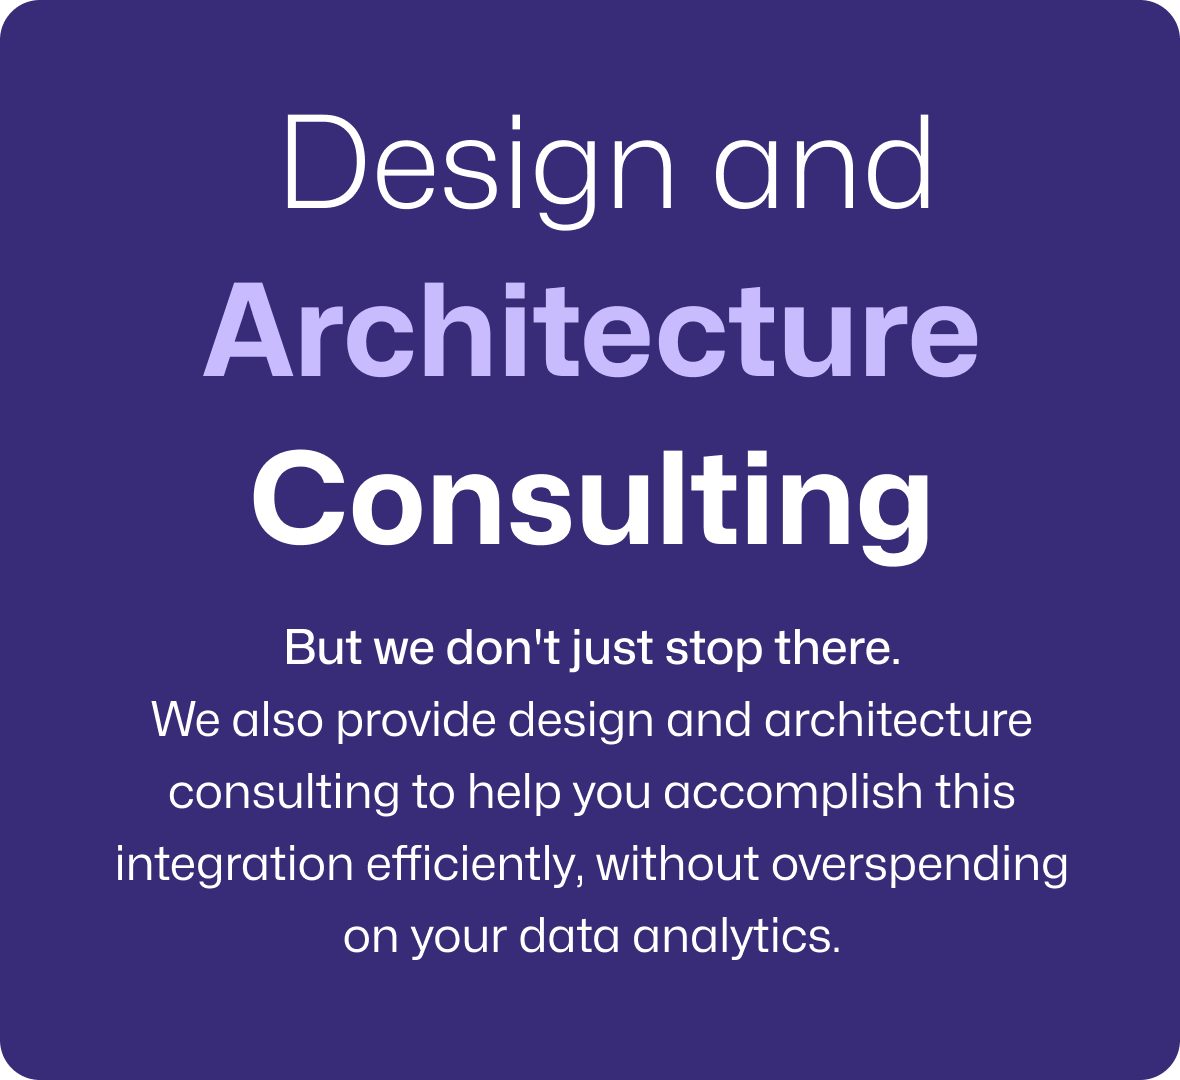 Design and
Architecture
Consulting
But we don't just stop there.
We also provide design and architecture
consulting to help you accomplish this
integration efficiently, without overspending
on your data analytics.